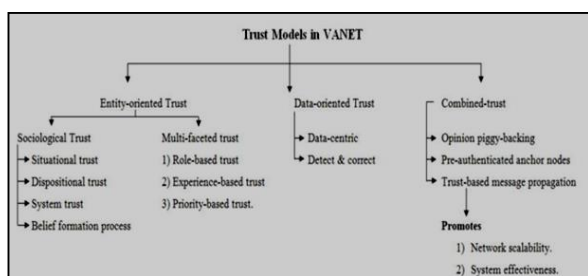 Trust Models in VANET
Entity-oriented Trust
Data-oriented Trust
Combined-trust
Sociological Trust
Situational trust
Dispositional trust
System trust
Belief formation process
Multi-faceted trust
1) Role-based trust
2) Experience-based trust
3) Priority-based trust.
Data-centric
Detect & correct
Opinion piggy-backing
Pre-authenticated anchor nodes
Trust-based message propagation
Promotes
1) Network scalability.
2) System effectiveness.